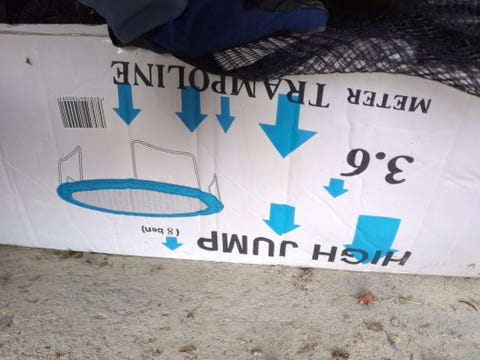 HIGH JUMP
(8 ben)
3.6
METER TRAMPOLINE